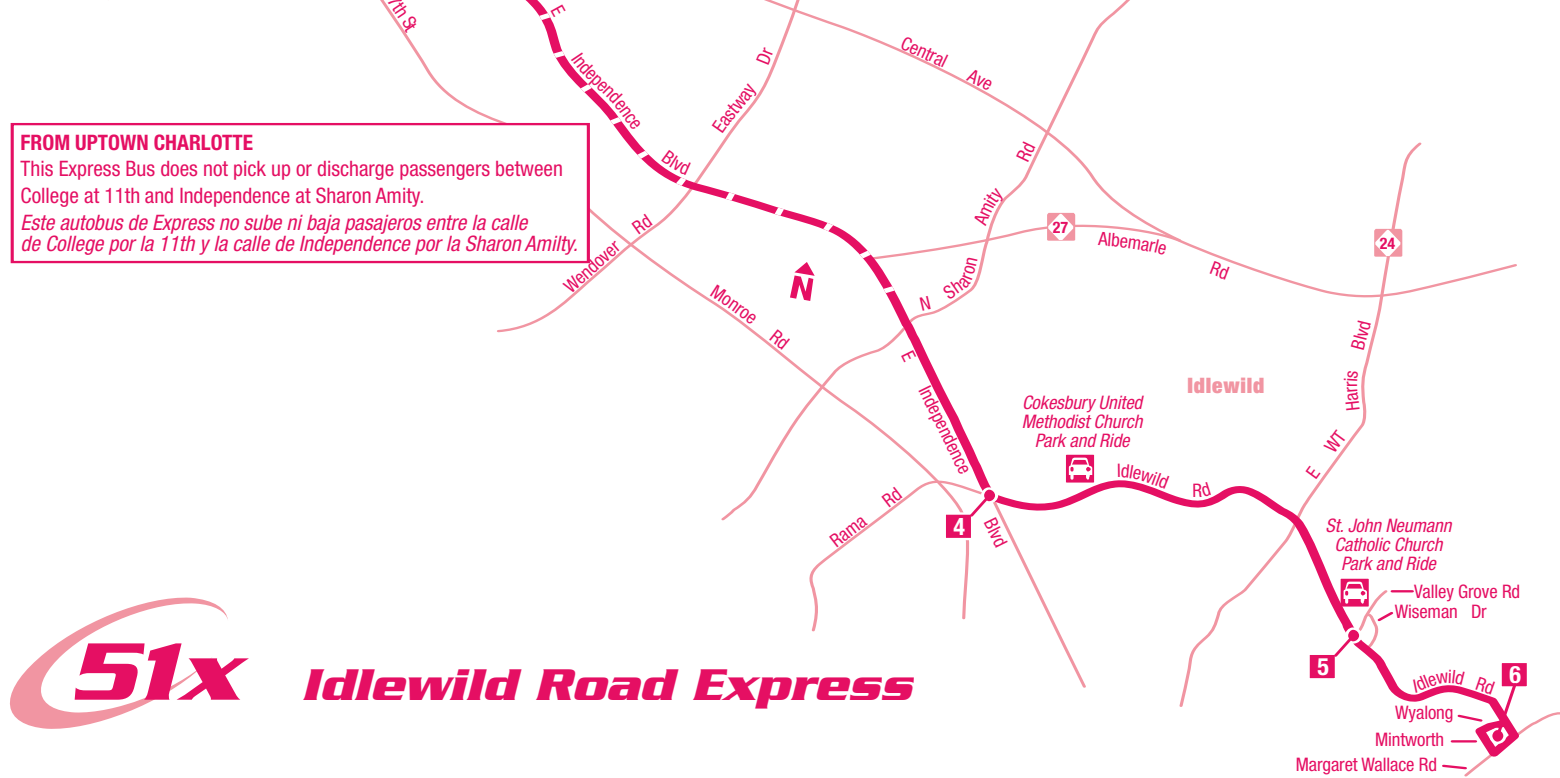 7th St
E
Independence
Blvd
Eastway Dr
Central Ave
FROM UPTOWN CHARLOTTE
This Express Bus does not pick up or discharge passengers between
College at 11th and Independence at Sharon Amity.
Este autobus de Express no sube ni baja pasajeros entre la calle
de College por la 11th y la calle de Independence por la Sharon Amilty.
Wendover Rd
Monroe Rd
N
N Sharon Amity Rd
27
Albemarle Rd
24
E WT Harris Blvd
Idlewild
E Independence Blvd
Cokesbury United
Methodist Church
Park and Ride
Idlewild Rd
Rama Rd
4
St. John Neumann
Catholic Church
Park and Ride
Valley Grove Rd
Wiseman Dr
5
Idlewild Rd
6
Wyalong
Mintworth
Margaret Wallace Rd
51x
Idlewild Road Express